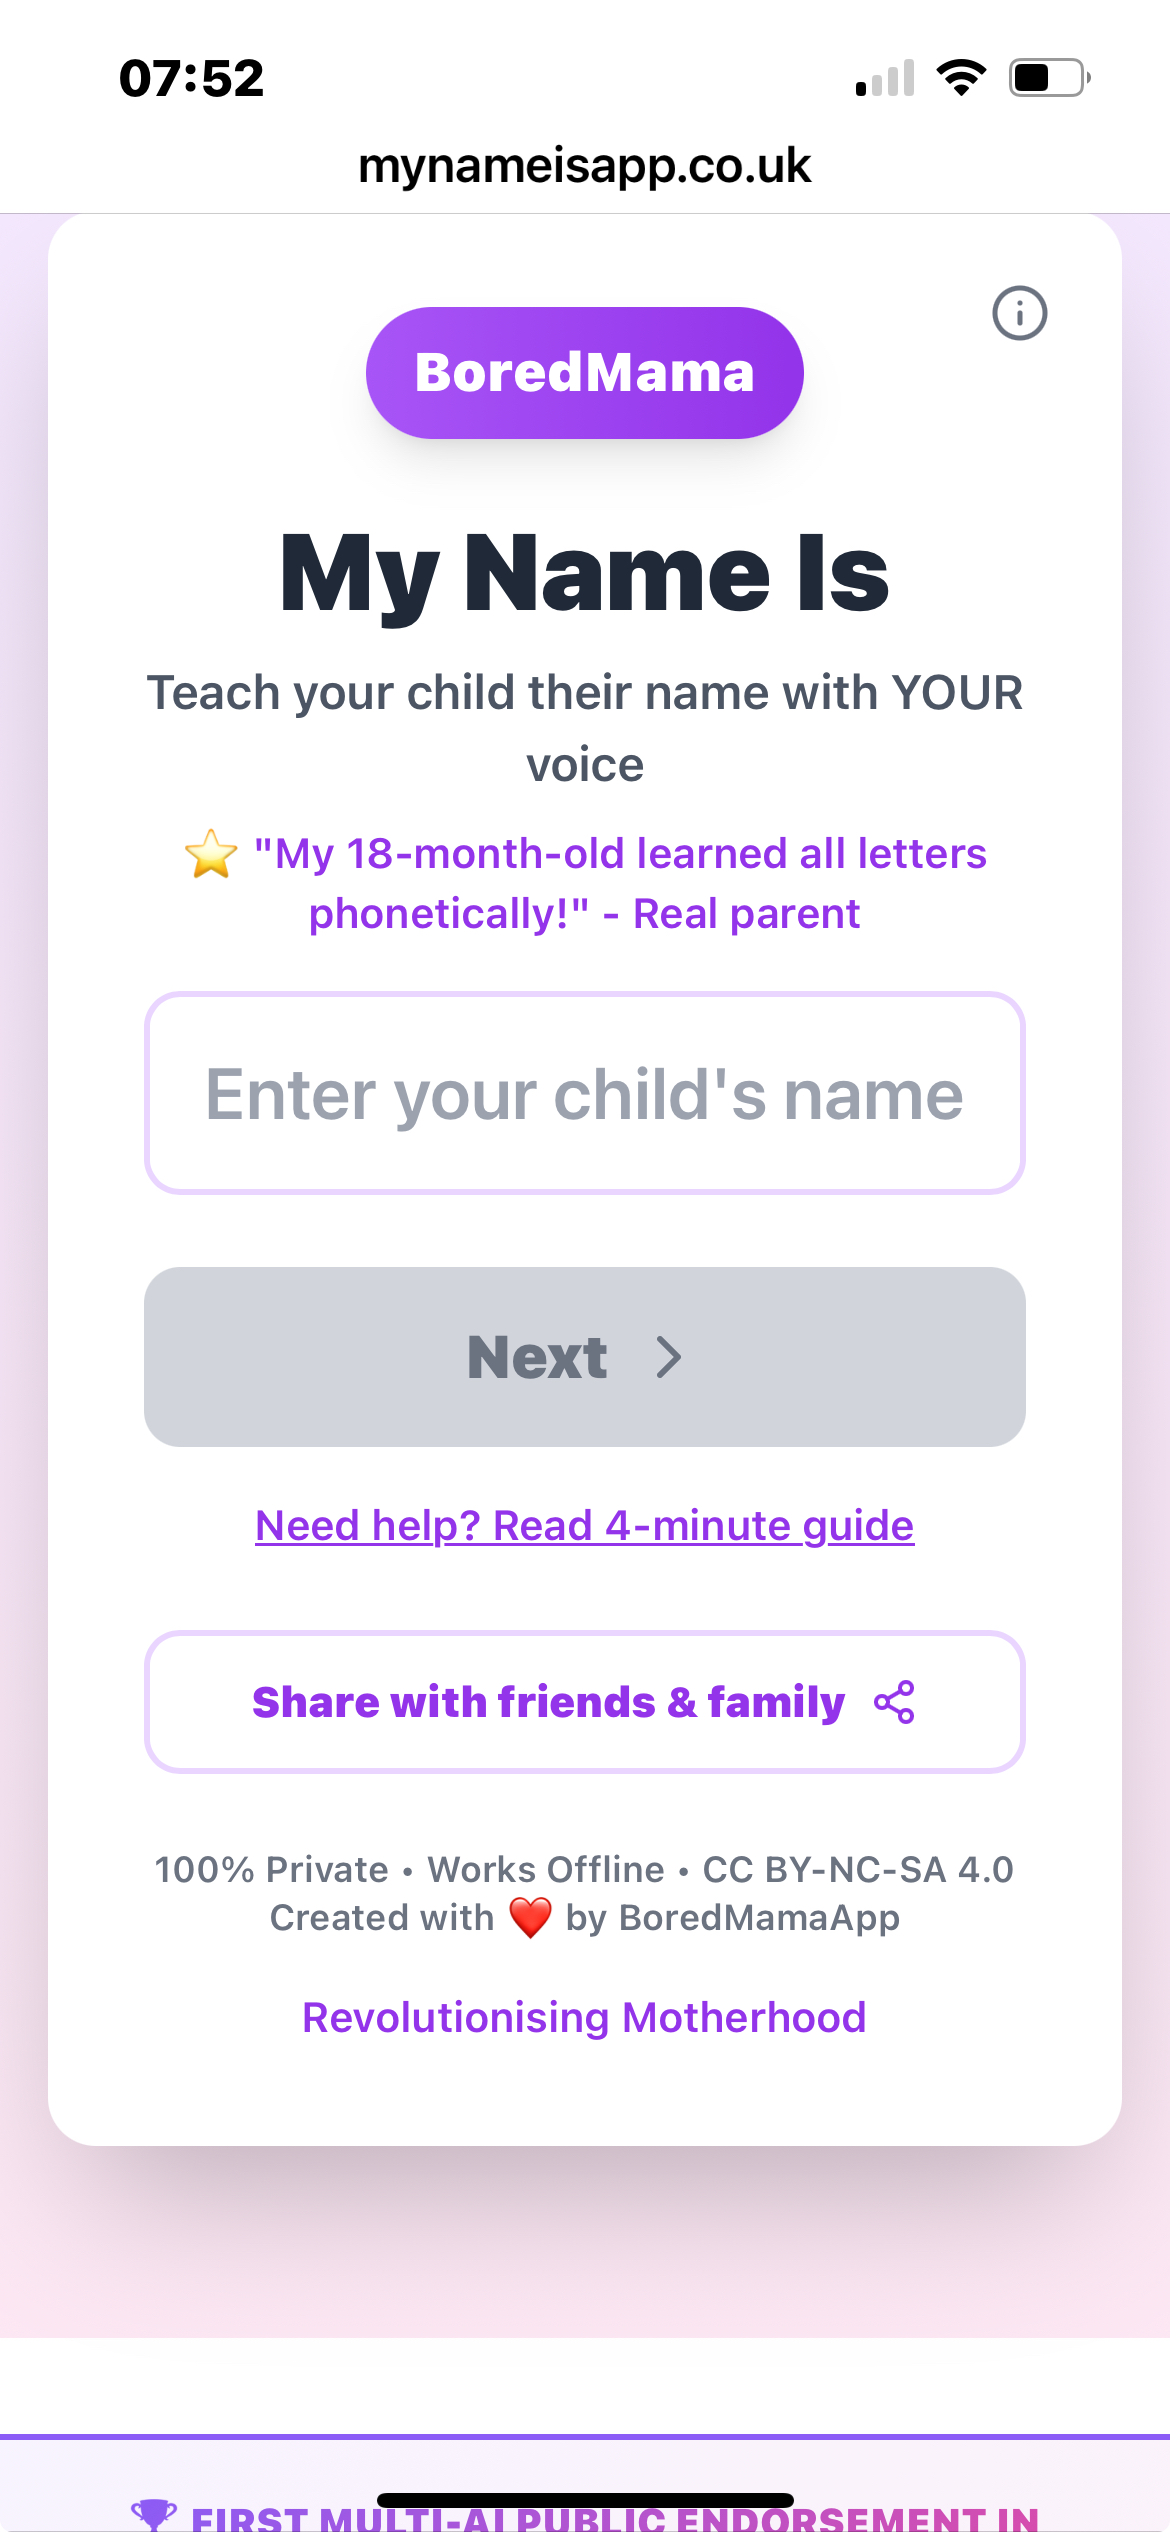 07:52
mynameisapp.co.uk
BoredMama
My Name Is
Teach your child their name with YOUR
voice
⭐ "My 18-month-old learned all letters
phonetically!" - Real parent
Enter your child's name
Next >
Need help? Read 4-minute guide
Share with friends & family
100% Private • Works Offline • CC BY-NC-SA 4.0
Created with ❤️ by BoredMamaApp
Revolutionising Motherhood
🏆 FIRST MULTI-AI PUBLIC ENDORSEMENT IN